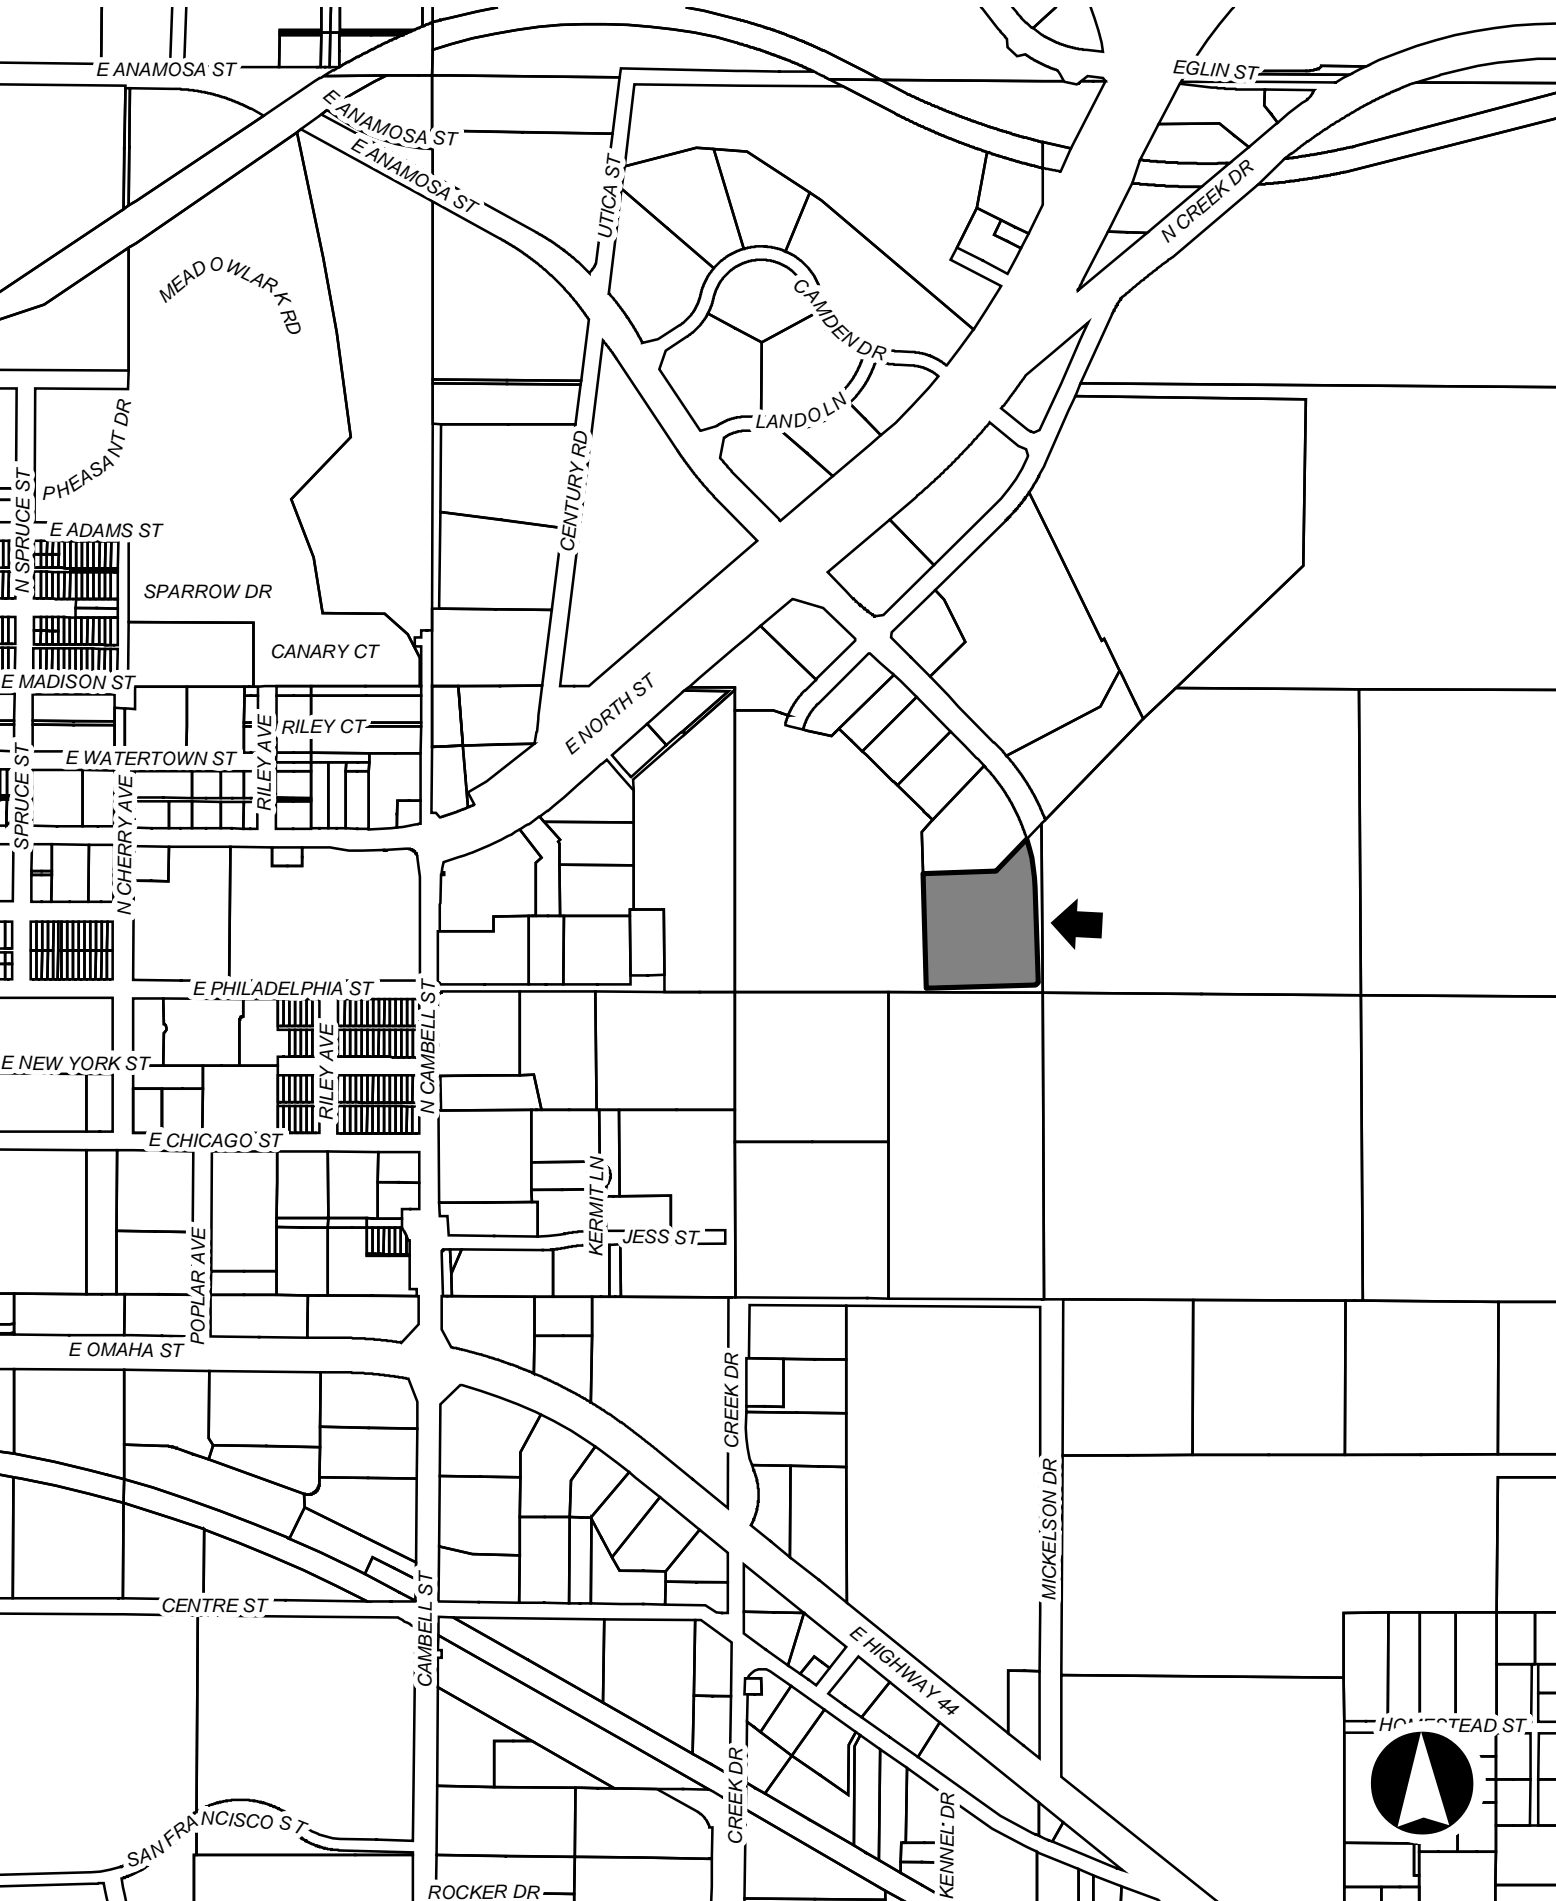 E ANAMOSA ST
EGLIN ST
E ANAMOSA ST
E ANAMOSA ST
UTICA ST
N CREEK DR
MEADOWLARK RD
CAMDEN DR
LANDO LN
PHEASANT DR
CENTURY RD
N SPRUCE ST
E ADAMS ST
SPARROW DR
CANARY CT
E MADISON ST
E NORTH ST
RILEY AVE
RILEY CT
E WATERTOWN ST
SPRUCE ST
N CHERRY AVE
E PHILADELPHIA ST
N CAMBELL ST
RILEY AVE
E NEW YORK ST
E CHICAGO ST
KERMIT LN
JESS ST
POPLAR AVE
E OMAHA ST
CREEK DR
MICKELSON DR
CENTRE ST
CAMBELL ST
E HIGHWAY 44
HOMESTEAD ST
CREEK DR
KENNEL DR
SAN FRANCISCO ST
ROCKER DR